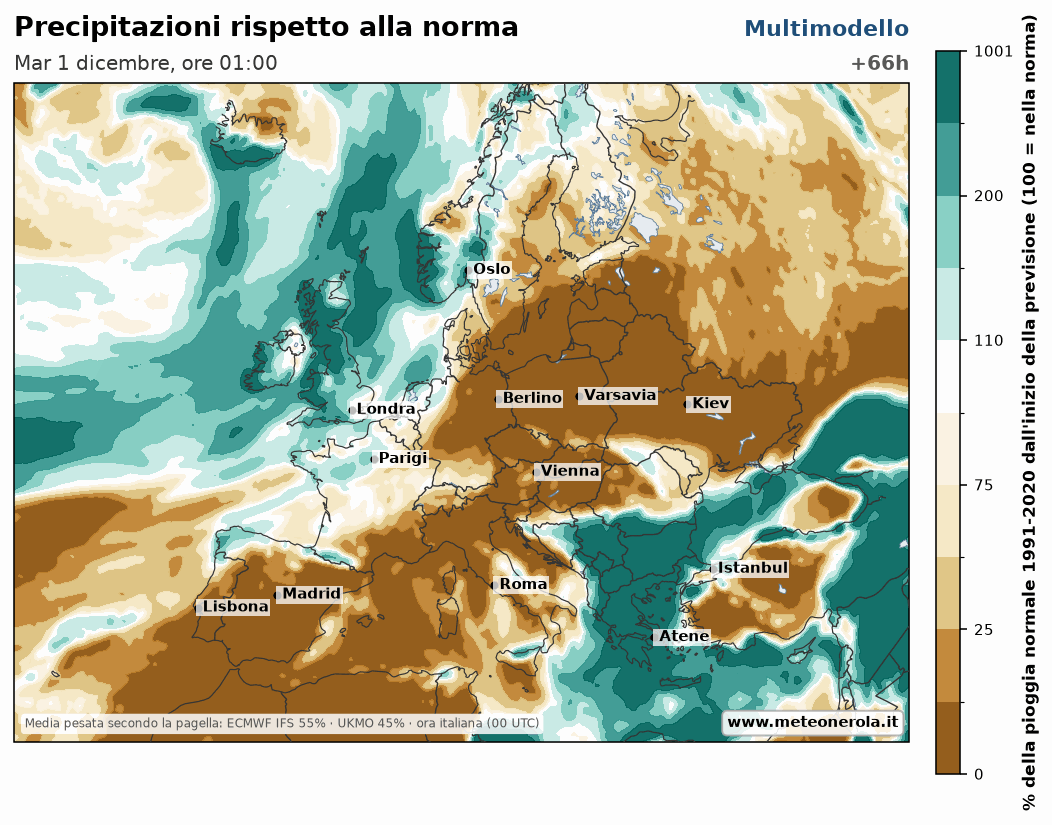 Precipitazioni rispetto alla norma
Multimodello
Mar 1 dicembre, ore 01:00
+66h
Oslo
Londra
Berlino
Varsavia
Kiev
Parigi
Vienna
Istanbul
Roma
Madrid
Lisbona
Atene
Media pesata secondo la pagella: ECMWF IFS 55% · UKMO 45% · ora italiana (00 UTC)
www.meteonerola.it
1001
200
110
75
25
0
% della pioggia normale 1991-2020 dall'inizio della previsione (100 = nella norma)